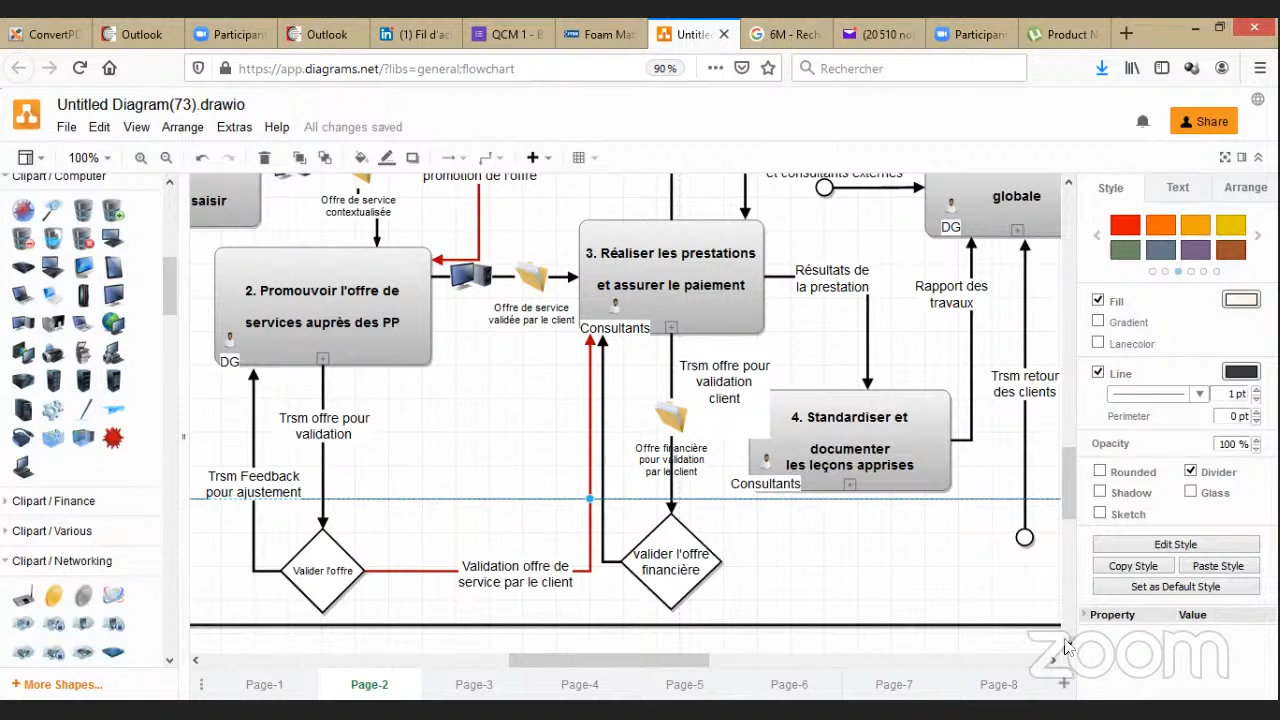 ConvertP
Outlook
Participan
Outlook
(1) Fil d'ac
QCM 1 - B
Foam Ma
Untitle
6M - Rech
(20 510 no
Participan
Product N
https://app.diagrams.net/?libs=general;flowchart
90 %
Rechercher
Untitled Diagram(73).drawio
File Edit View Arrange Extras Help All changes saved
Share
100%
Clipart / Computer
Clipart / Finance
Clipart / Various
Clipart / Networking
+ More Shapes...
saisir
Offre de service
contextualisée
promotion de l'offre
et consultants externes
globale
DG
2. Promouvoir l'offre de
services auprès des PP
DG
Offre de service
validée par le client
3. Réaliser les prestations
et assurer le paiement
Consultants
Résultats de
la prestation
Rapport des
travaux
Trsm retour
des clients
Trsm offre pour
validation
client
Offre financière
pour validation
par le client
4. Standardiser et
documenter
les leçons apprises
Consultants
Trsm offre pour
validation
Trsm Feedback
pour ajustement
Valider l'offre
Validation offre de
service par le client
valider l'offre
financière
Page-1 Page-2 Page-3 Page-4 Page-5 Page-6 Page-7 Page-8
Style Text Arrange
Fill
Gradient
Lanecolor
Line
1 pt
Perimeter 0 pt
Opacity 100 %
Rounded Divider
Shadow Glass
Sketch
Edit Style
Copy Style Paste Style
Set as Default Style
Property Value
zoom